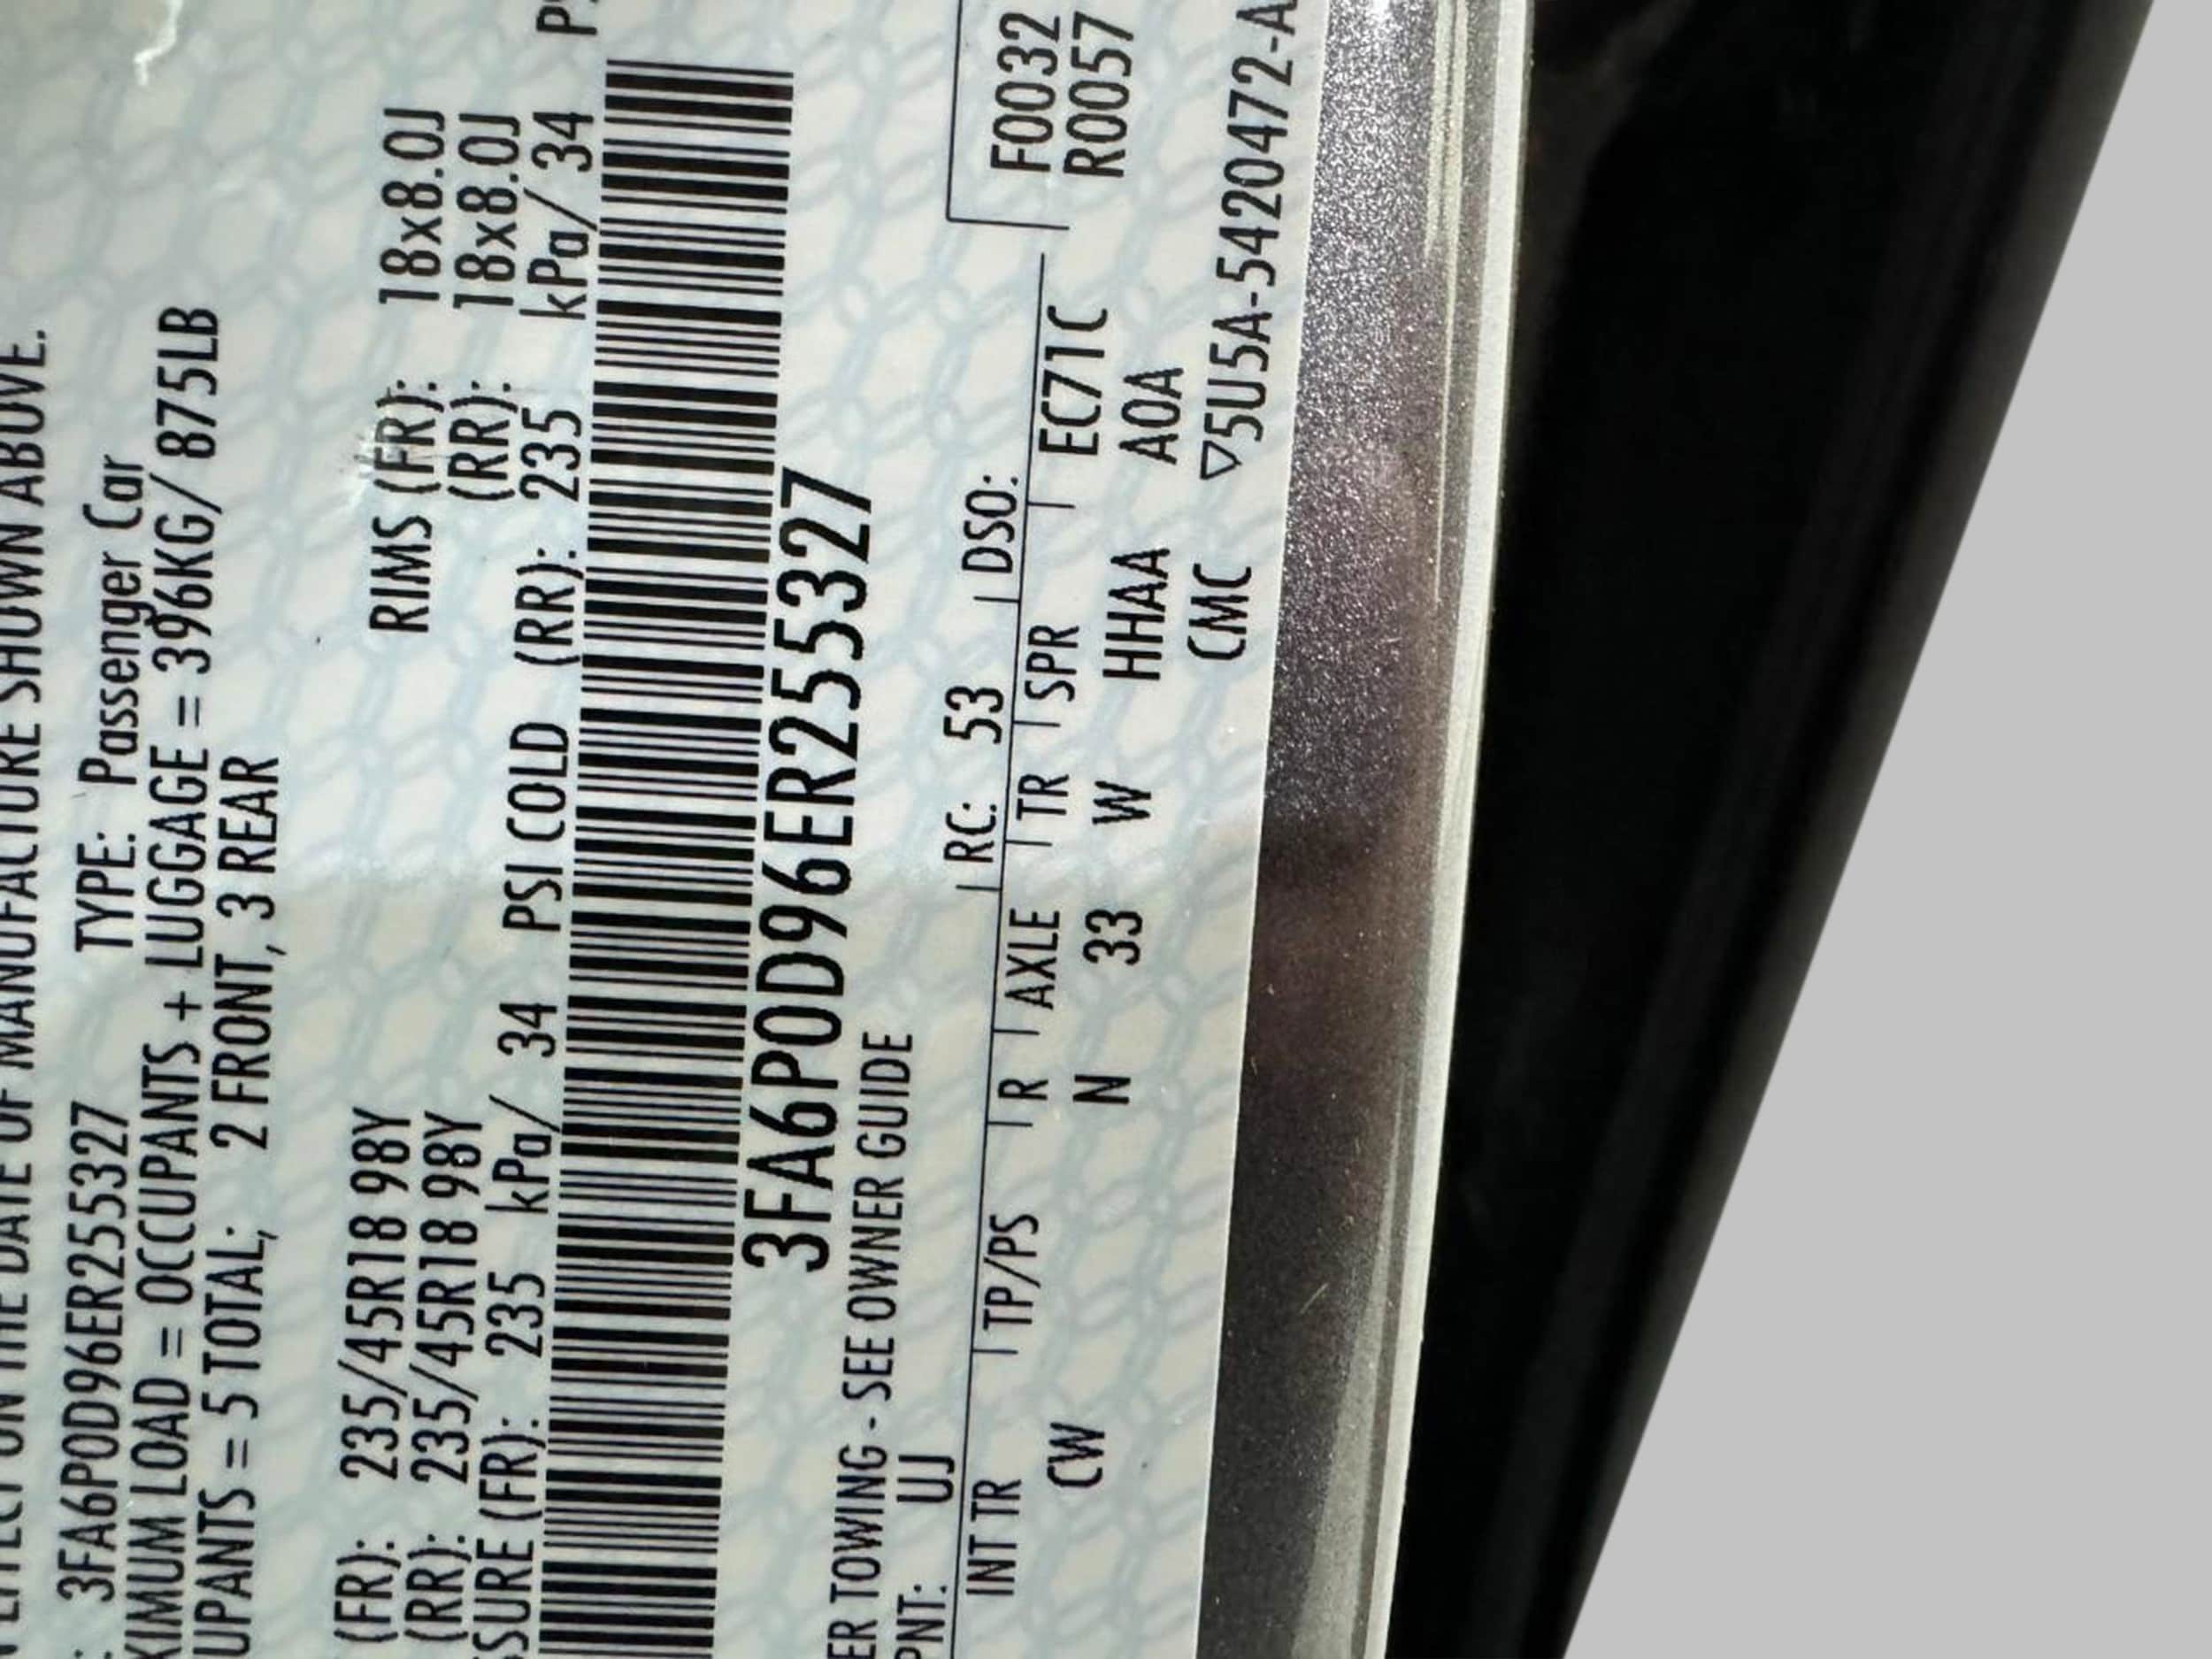 THE DATE OF MANUFACTURE SHOWN ABOVE.
: 3FA6P0D96ER255327 TYPE: Passenger Car
XIMUM LOAD = OCCUPANTS + LUGGAGE = 396KG/ 875LB
UPANTS = 5 TOTAL; 2 FRONT, 3 REAR
(FR): 235/45R18 98Y RIMS (FR): 18x8.0J
(RR): 235/45R18 98Y (RR): 18x8.0J
SSURE (FR): 235 kPa/ 34 PSI COLD (RR): 235 kPa/ 34 PS
3FA6P0D96ER255327
ER TOWING - SEE OWNER GUIDE
PNT: UJ RC: 53 DSO: F0032
INT TR TP/PS R AXLE TR SPR EC71C R0057
CW N 33 W HHAA A0A
CMC ▽5U5A-5420472-A